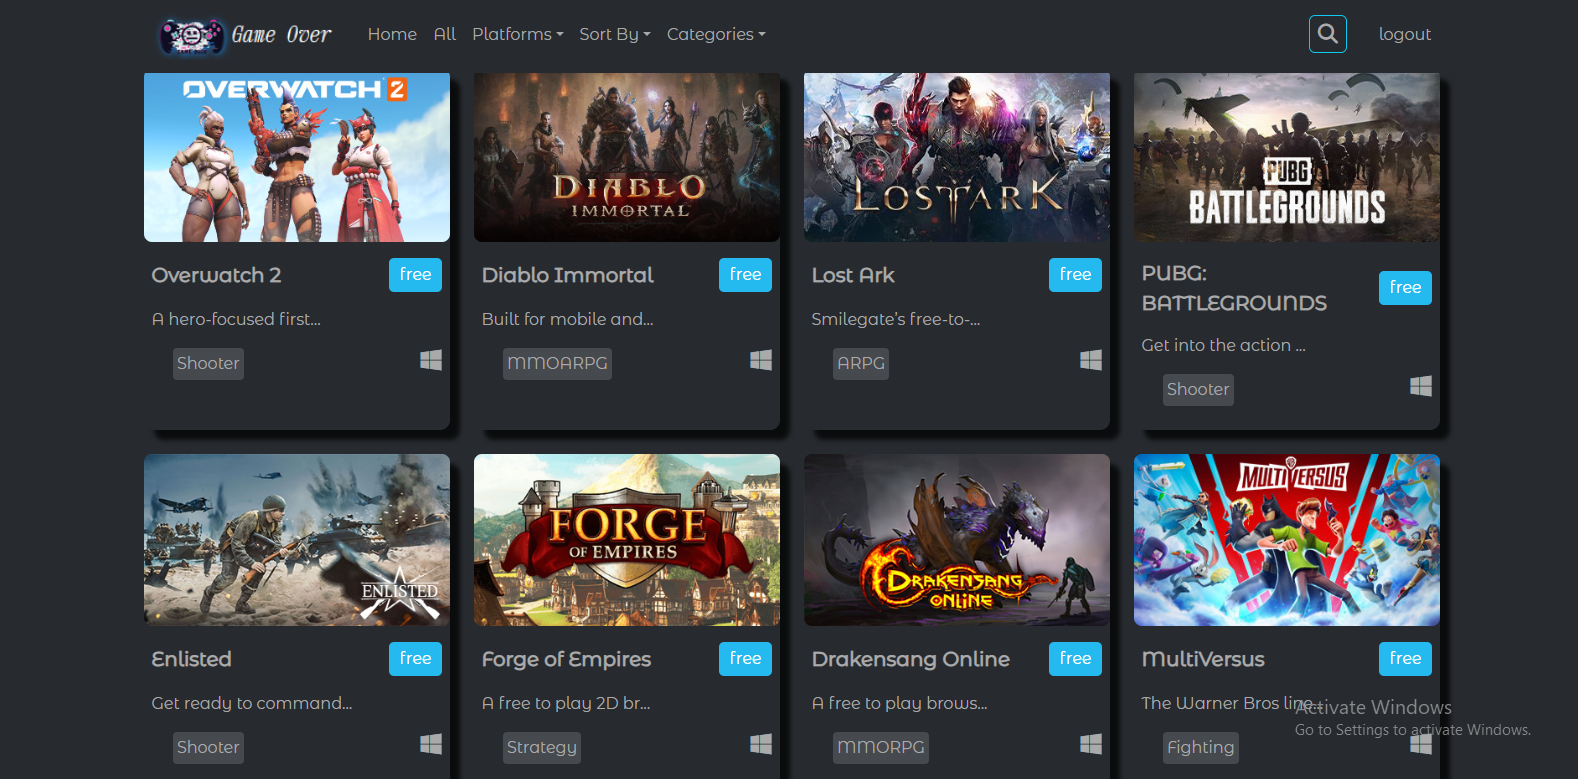 Game Over
Home
All
Platforms
Sort By
Categories
logout
OVERWATCH 2
DIABLO
IMMORTAL
LOST ARK
PUBG
BATTLEGROUNDS
Overwatch 2
free
Diablo Immortal
free
Lost Ark
free
PUBG:
BATTLEGROUNDS
free
A hero-focused first...
Built for mobile and...
Smilegate's free-to-...
Get into the action ...
Shooter
MMOARPG
ARPG
Shooter
ENLISTED
FORGE
OF EMPIRES
DRAKENSANG
ONLINE
MULTIVERSUS
Enlisted
free
Forge of Empires
free
Drakensang Online
free
MultiVersus
free
Get ready to command...
A free to play 2D br...
A free to play brows...
The Warner Bros line...
Activate Windows
Go to Settings to activate Windows.
Shooter
Strategy
MMORPG
Fighting